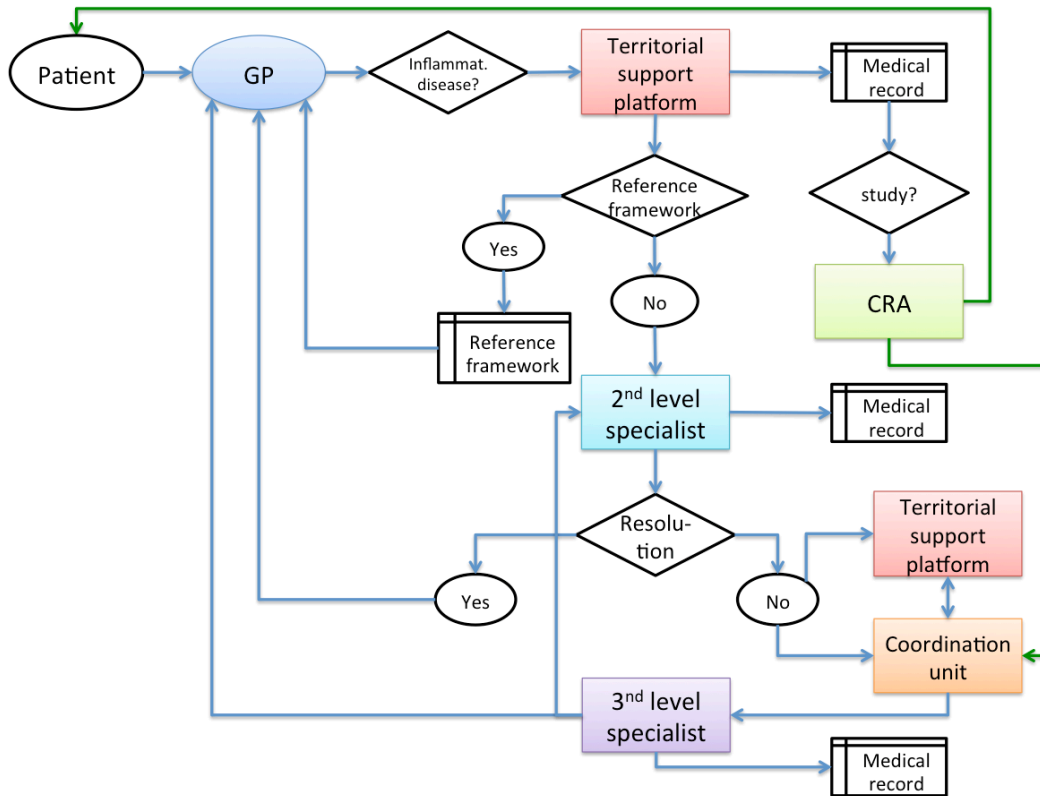 Patient
GP
Inflammat.
disease?
Territorial
support
platform
Medical
record
Reference
framework
study?
Yes
No
CRA
Reference
framework
2nd level
specialist
Medical
record
Resolu-
tion
Territorial
support
platform
Yes
No
Coordination
unit
3nd level
specialist
Medical
record